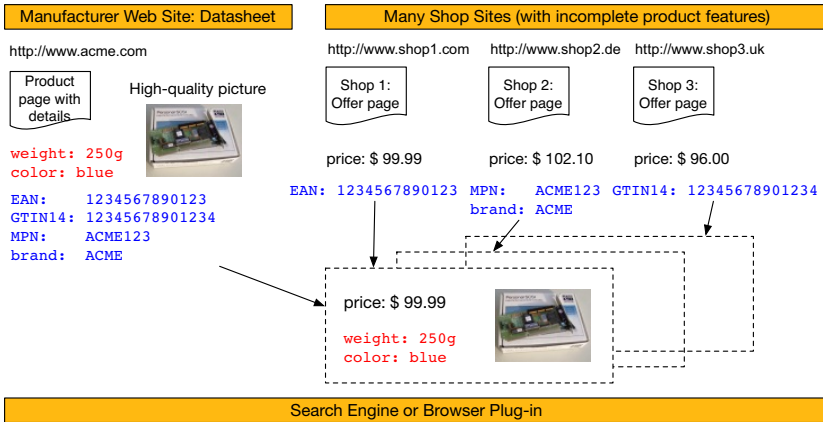 Manufacturer Web Site: Datasheet
Many Shop Sites (with incomplete product features)
http://www.acme.com
http://www.shop1.com
http://www.shop2.de
http://www.shop3.uk
Product
page with
details
High-quality picture
Shop 1:
Offer page
Shop 2:
Offer page
Shop 3:
Offer page
weight: 250g
color: blue
price: $ 99.99
price: $ 102.10
price: $ 96.00
EAN: 1234567890123
GTIN14: 12345678901234
MPN: ACME123
brand: ACME
EAN: 1234567890123
MPN: ACME123
brand: ACME
GTIN14: 12345678901234
price: $ 99.99
weight: 250g
color: blue
Search Engine or Browser Plug-in